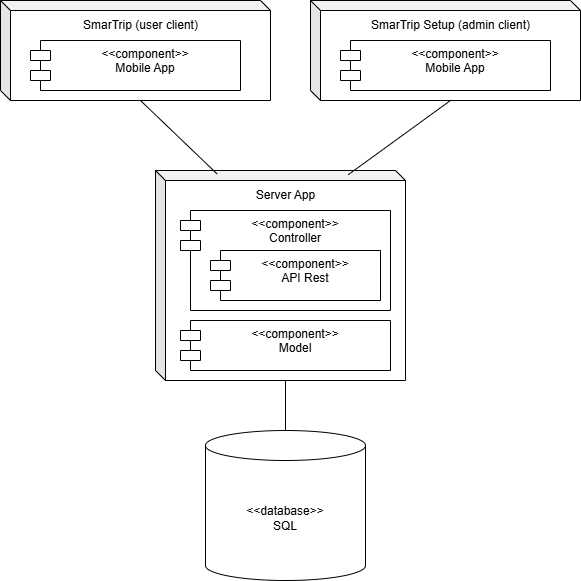 SmarTrip (user client)
<<component>>
Mobile App
SmarTrip Setup (admin client)
<<component>>
Mobile App
Server App
<<component>>
Controller
<<component>>
API Rest
<<component>>
Model
<<database>>
SQL